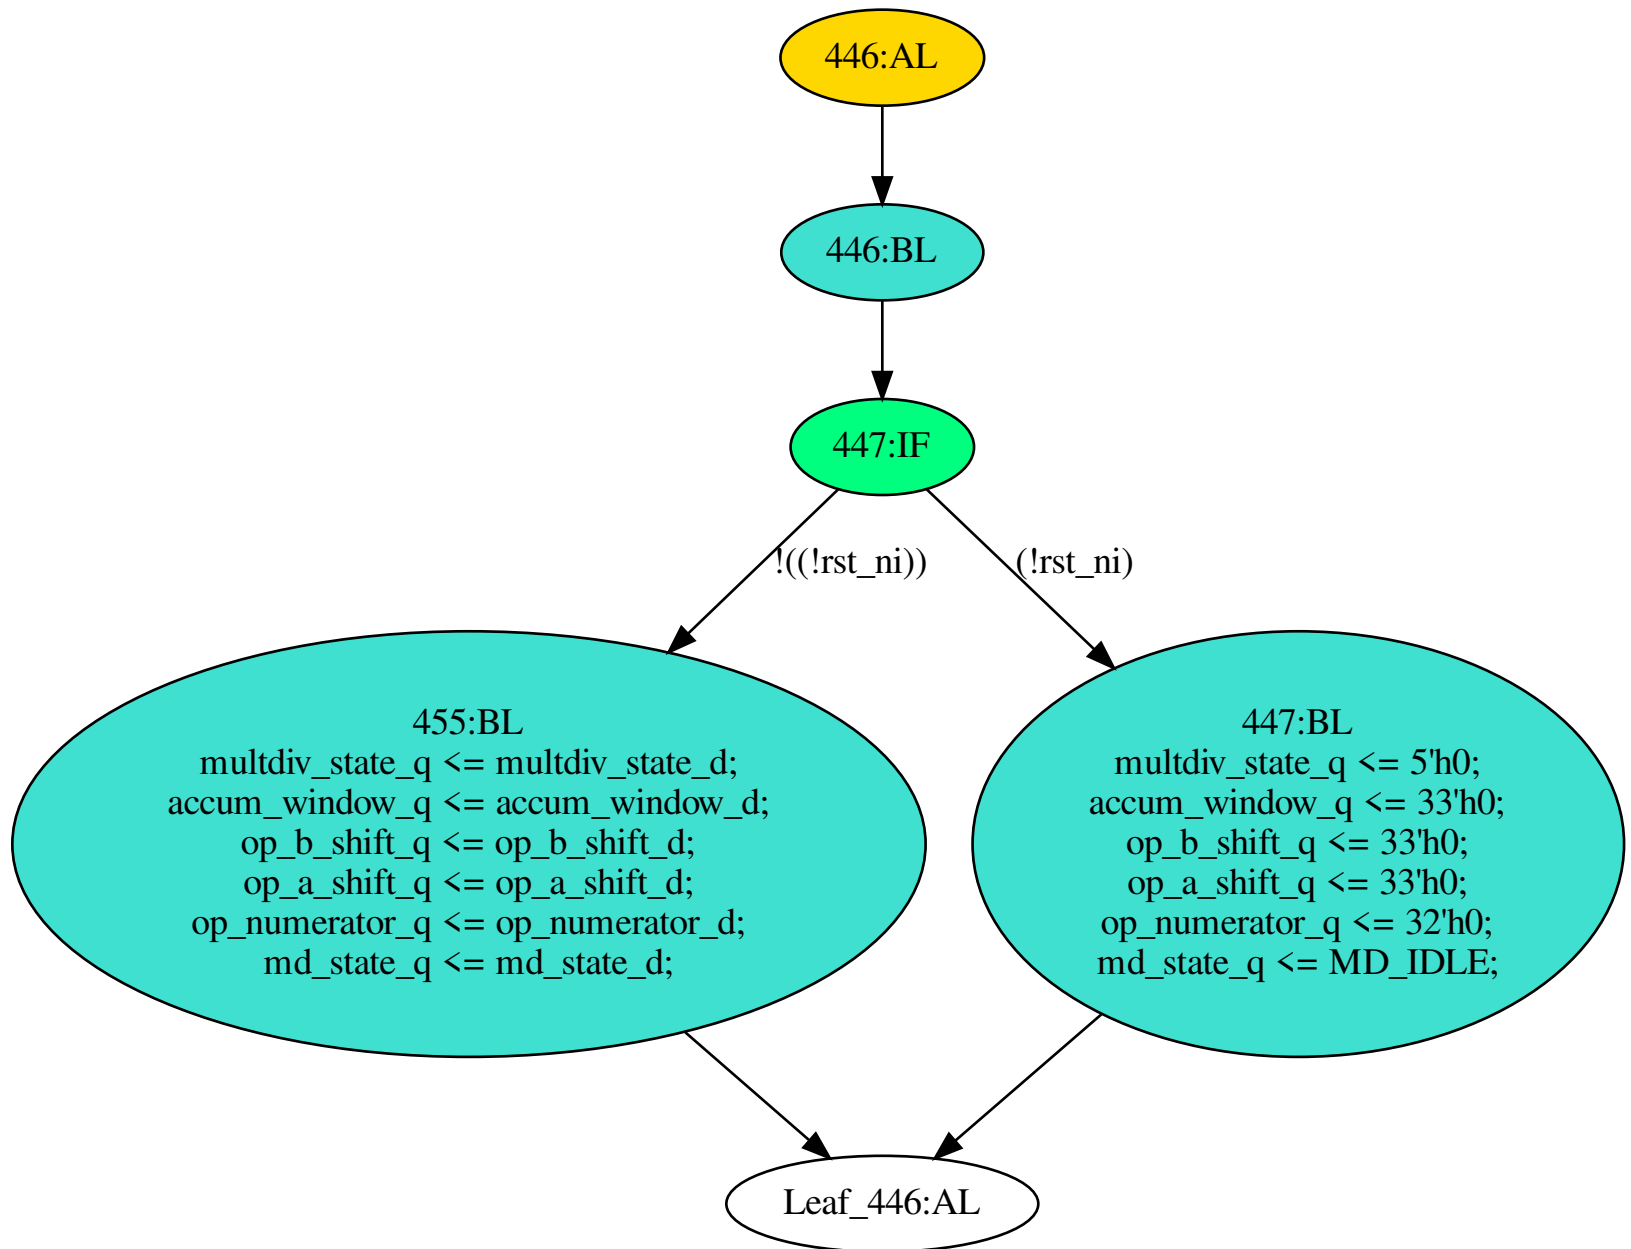 446:AL
446:BL
447:IF
!((!rst_ni))
(!rst_ni)
455:BL
multdiv_state_q <= multdiv_state_d;
accum_window_q <= accum_window_d;
op_b_shift_q <= op_b_shift_d;
op_a_shift_q <= op_a_shift_d;
op_numerator_q <= op_numerator_d;
md_state_q <= md_state_d;
447:BL
multdiv_state_q <= 5'h0;
accum_window_q <= 33'h0;
op_b_shift_q <= 33'h0;
op_a_shift_q <= 33'h0;
op_numerator_q <= 32'h0;
md_state_q <= MD_IDLE;
Leaf_446:AL